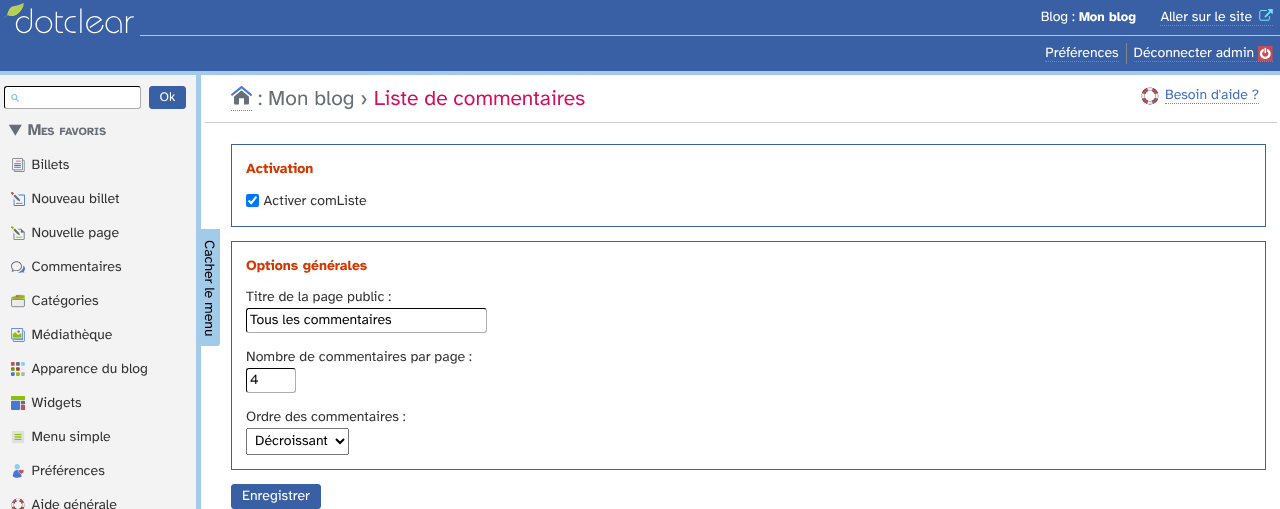 dotclear
Blog : Mon blog
Aller sur le site
Préférences
Déconnecter admin
Ok
Mes favoris
Billets
Nouveau billet
Nouvelle page
Commentaires
Catégories
Médiathèque
Apparence du blog
Widgets
Menu simple
Préférences
Aide générale
Cacher le menu
: Mon blog › Liste de commentaires
Besoin d'aide ?
Activation
Activer comListe
Options générales
Titre de la page public :
Tous les commentaires
Nombre de commentaires par page :
4
Ordre des commentaires :
Décroissant
Enregistrer